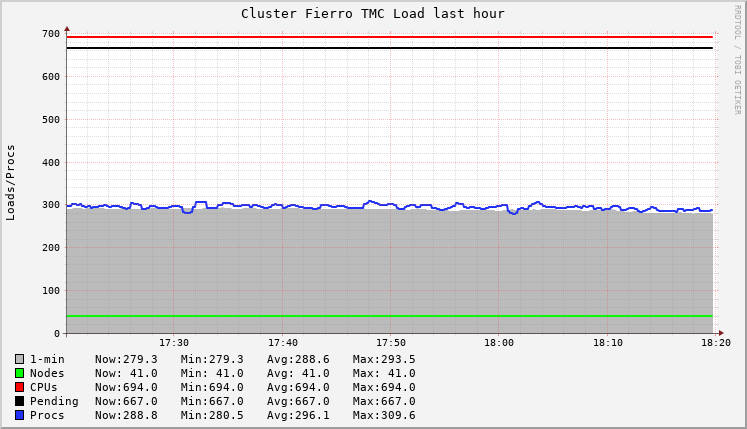 Cluster Fierro TMC Load last hour
RRDTOOL / TOBI OETIKER
Loads/Procs
700
600
500
400
300
200
100
0
17:30 17:40 17:50 18:00 18:10 18:20
1-min Now:279.3 Min:279.3 Avg:288.6 Max:293.5
Nodes Now: 41.0 Min: 41.0 Avg: 41.0 Max: 41.0
CPUs Now:694.0 Min:694.0 Avg:694.0 Max:694.0
Pending Now:667.0 Min:667.0 Avg:667.0 Max:667.0
Procs Now:288.8 Min:280.5 Avg:296.1 Max:309.6